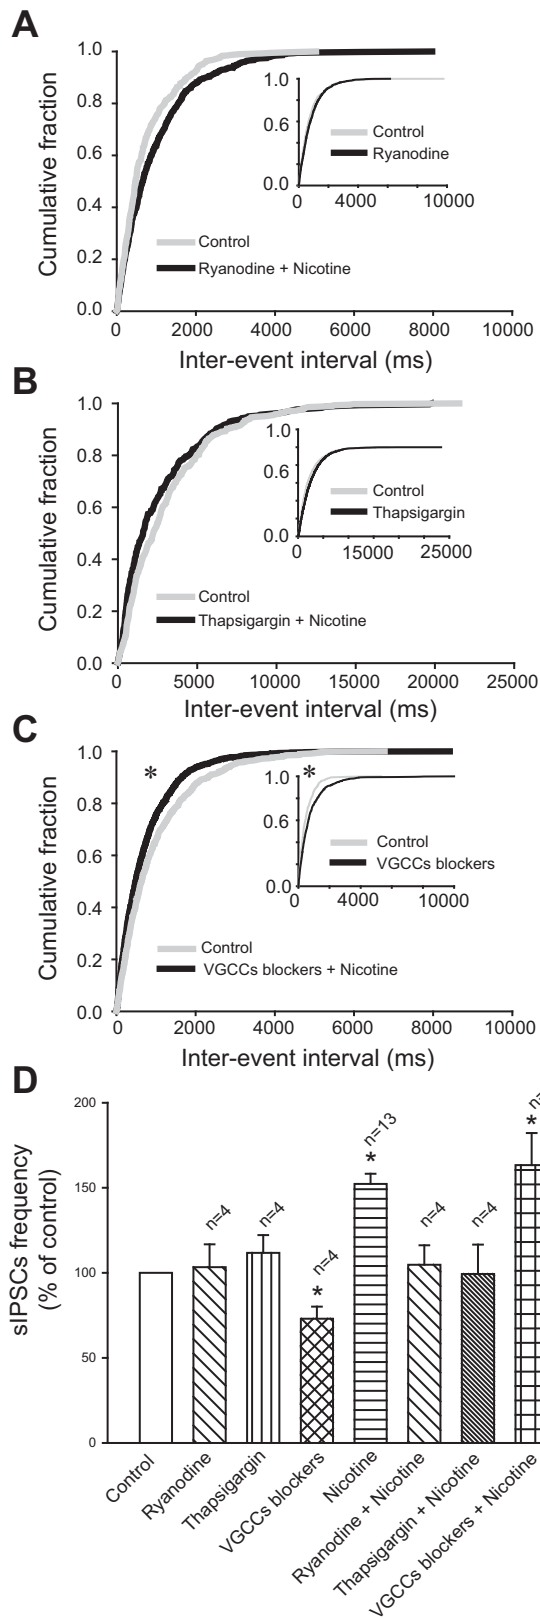 A
Cumulative fraction
1.0
0.8
0.6
0.4
0.2
0.0
0
2000
4000
6000
8000
10000
Inter-event interval (ms)
Control
Ryanodine + Nicotine
1.0
0.6
0.0
0
4000
10000
Control
Ryanodine
B
Cumulative fraction
1.0
0.8
0.6
0.4
0.2
0.0
0
5000
10000
15000
20000
25000
Inter-event interval (ms)
Control
Thapsigargin + Nicotine
1.0
0.6
0.0
0
15000
25000
Control
Thapsigargin
C
Cumulative fraction
1.0
0.8
0.6
0.4
0.2
0.0
0
2000
4000
6000
8000
10000
Inter-event interval (ms)
*
Control
VGCCs blockers + Nicotine
1.0
0.6
0.0
0
4000
10000
*
Control
VGCCs blockers
D
sIPSCs frequency
(% of control)
200
150
100
50
0
n=4
n=4
n=4
*
n=13
*
n=4
n=4
n=
*
Control
Ryanodine
Thapsigargin
VGCCs blockers
Nicotine
Ryanodine + Nicotine
Thapsigargin + Nicotine
VGCCs blockers + Nicotine